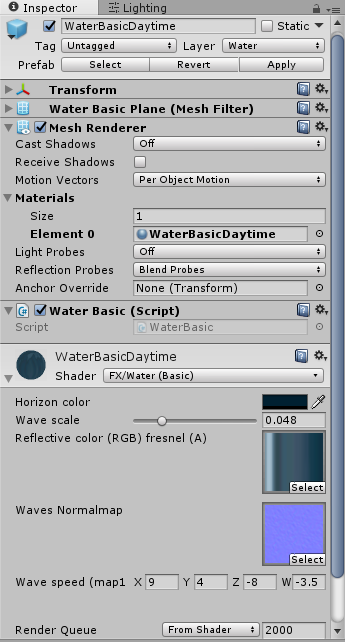 Inspector Lighting
WaterBasicDaytime Static
Tag Untagged Layer Water
Prefab Select Revert Apply
Transform
Water Basic Plane (Mesh Filter)
Mesh Renderer
Cast Shadows Off
Receive Shadows
Motion Vectors Per Object Motion
Materials
Size 1
Element 0 WaterBasicDaytime
Light Probes Off
Reflection Probes Blend Probes
Anchor Override None (Transform)
Water Basic (Script)
Script WaterBasic
WaterBasicDaytime
Shader FX/Water (Basic)
Horizon color
Wave scale 0.048
Reflective color (RGB) fresnel (A)
Select
Waves Normalmap
Select
Wave speed (map1 X 9 Y 4 Z -8 W -3.5
Render Queue From Shader 2000